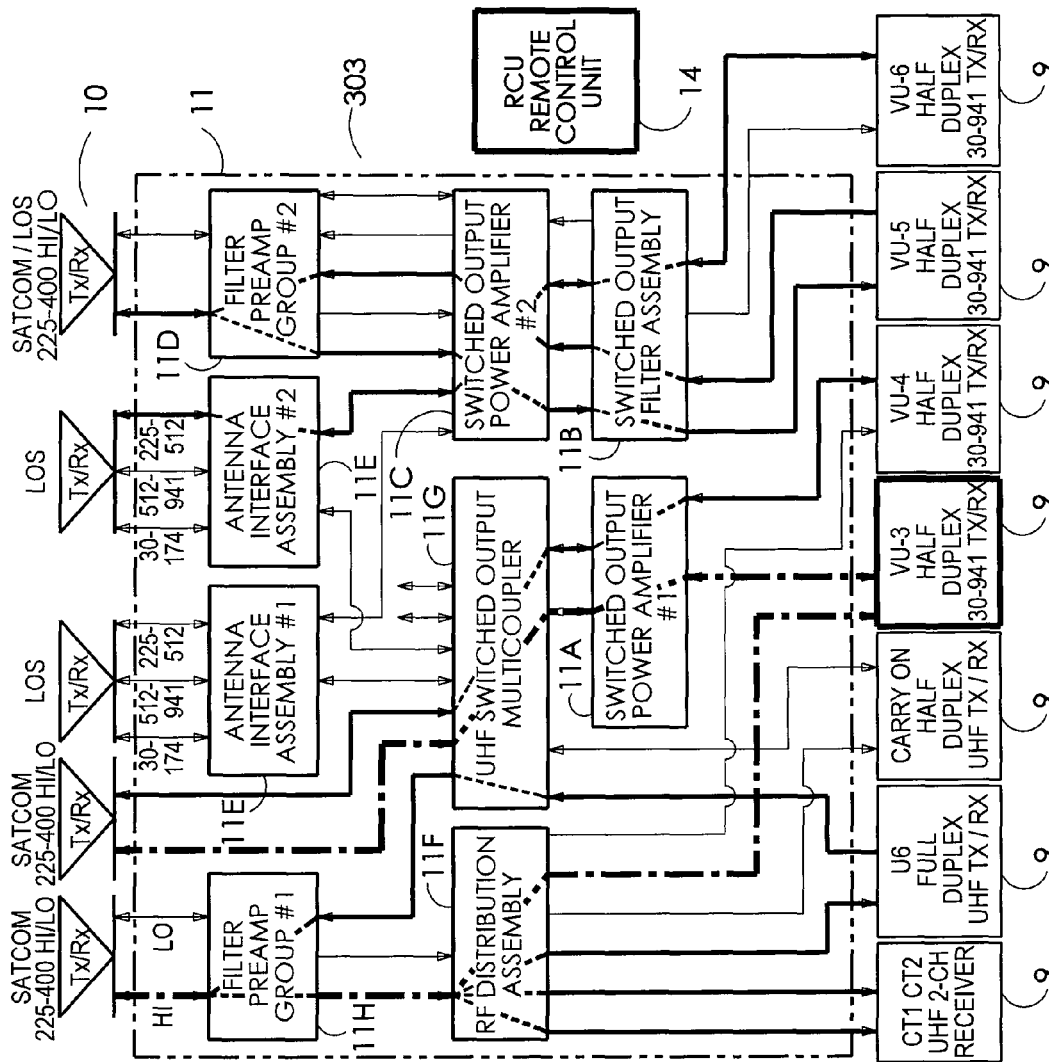 SATCOM
225-400 HI/LO
Tx/Rx
SATCOM
225-400 HI/LO
Tx/Rx
LOS
Tx/Rx
LOS
Tx/Rx
SATCOM / LOS
225-400 HI/LO
Tx/Rx
10
HI
LO
30-
174
512-
941
225-
512
30-
174
512-
941
225-
512
11
FILTER
PREAMP
GROUP #1
11H
ANTENNA
INTERFACE
ASSEMBLY #1
11E
ANTENNA
INTERFACE
ASSEMBLY #2
11E
FILTER
PREAMP
GROUP #2
11D
303
RF DISTRIBUTION
ASSEMBLY
11F
UHF SWITCHED OUTPUT
MULTICOUPLER
11G
SWITCHED OUTPUT
POWER AMPLIFIER
#2
11C
SWITCHED OUTPUT
POWER AMPLIFIER
#1
11A
SWITCHED OUTPUT
FILTER ASSEMBLY
11B
RCU
REMOTE
CONTROL
UNIT
14
CT1 CT2
UHF 2-CH
RECEIVER
9
U6
FULL
DUPLEX
UHF TX / RX
9
CARRY ON
HALF
DUPLEX
UHF TX / RX
9
VU-3
HALF
DUPLEX
30-941 TX/RX
9
VU-4
HALF
DUPLEX
30-941 TX/RX
9
VU-5
HALF
DUPLEX
30-941 TX/RX
9
VU-6
HALF
DUPLEX
30-941 TX/RX
9